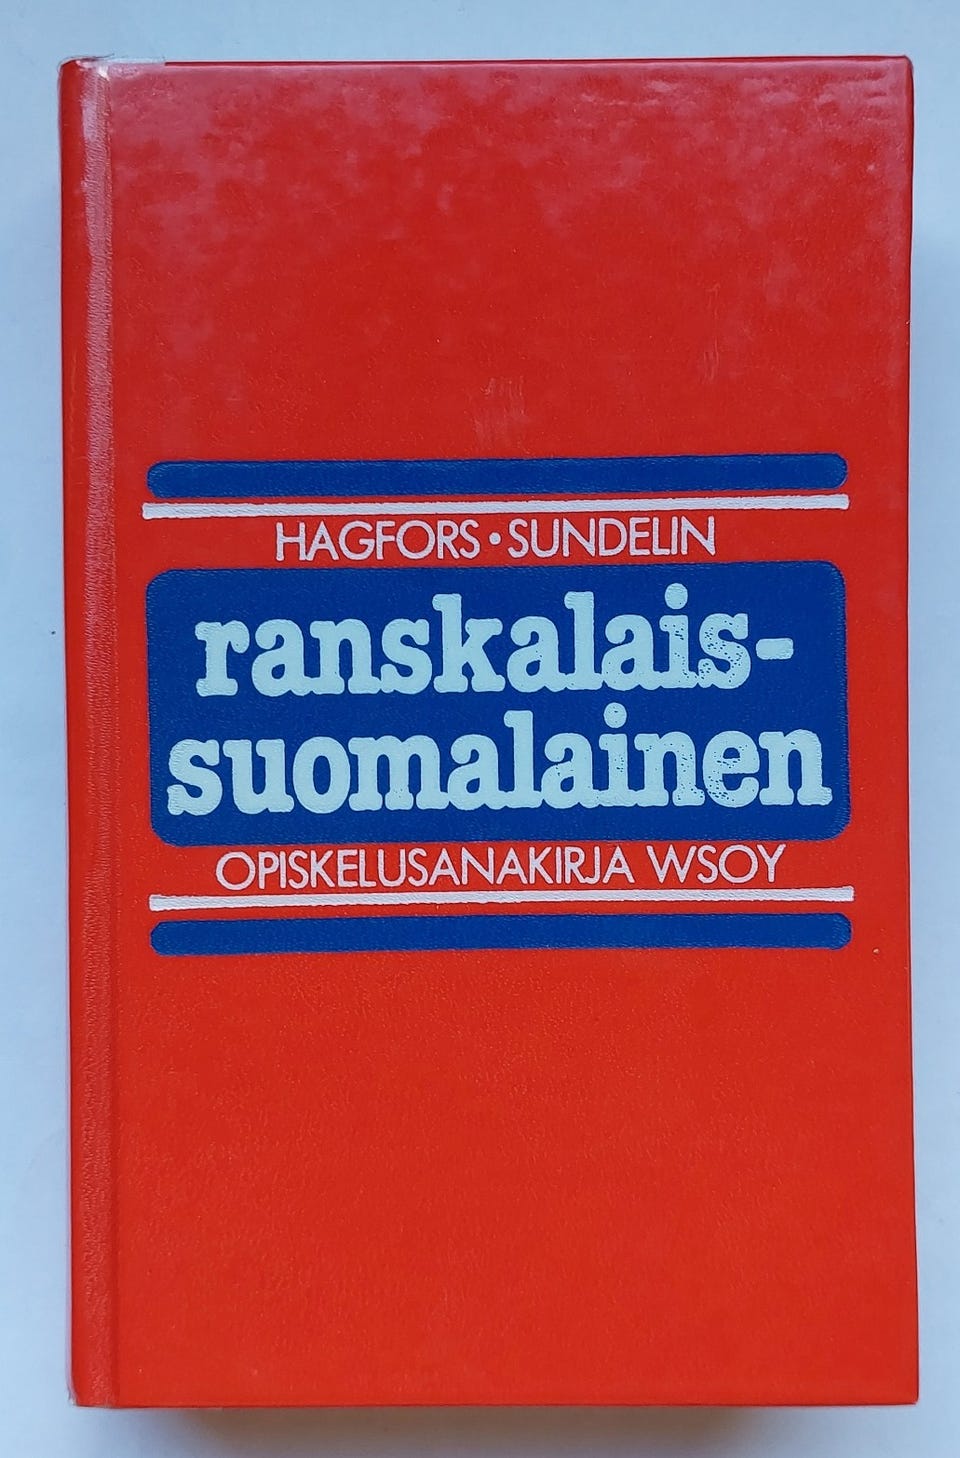 HAGFORS • SUNDELIN
ranskalais-
suomalainen
OPISKELUSANAKIRJA WSOY